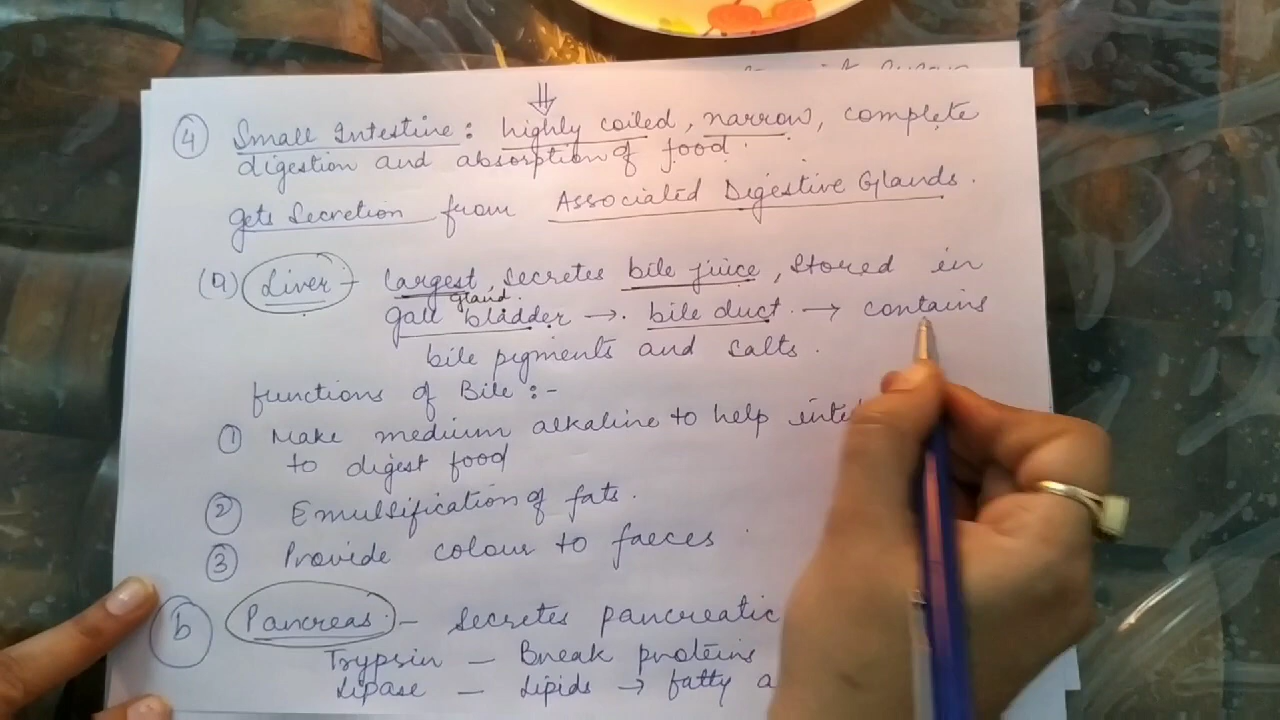 ④ Small Intestine : highly coiled, narrow, complete
digestion and absorption of food.
gets Secretion from Associated Digestive Glands.
(a) Liver - largest, secretes bile juice, stored in
gland.
gall bladder →. bile duct. → contains
bile pigments and salts.
functions of Bile :-
① Make medium alkaline to help
to digest food
② Emulsification of fats.
③ Provide colour to faeces
b Pancreas. - Secretes pancreatic
Trypsin - Break proteins
Lipase - Lipids → fatty a